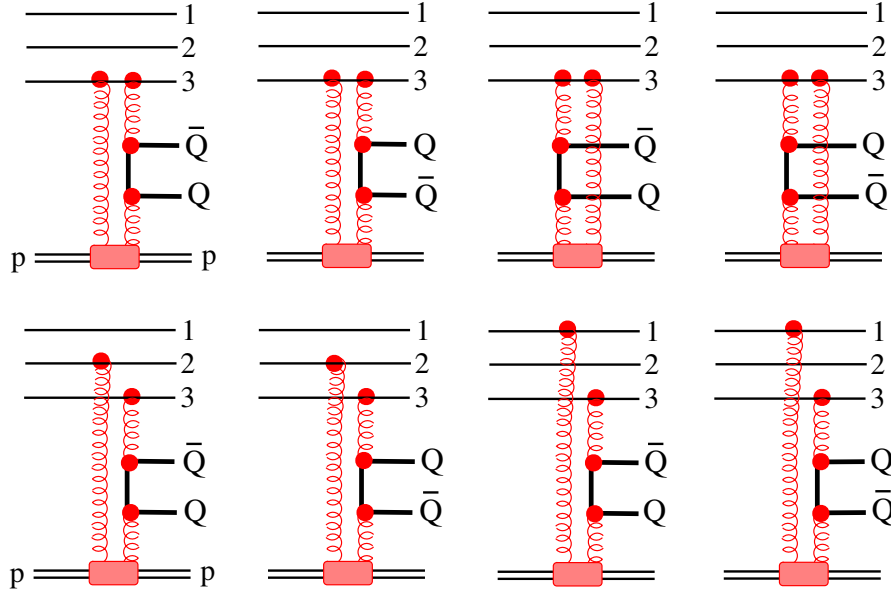 1 1 1 1
2 2 2 2
3 3 3 3
Q̄ Q Q̄ Q
Q Q̄ Q Q̄
p p
1 1 1 1
2 2 2 2
3 3 3 3
Q̄ Q Q̄ Q
Q Q̄ Q Q̄
p p